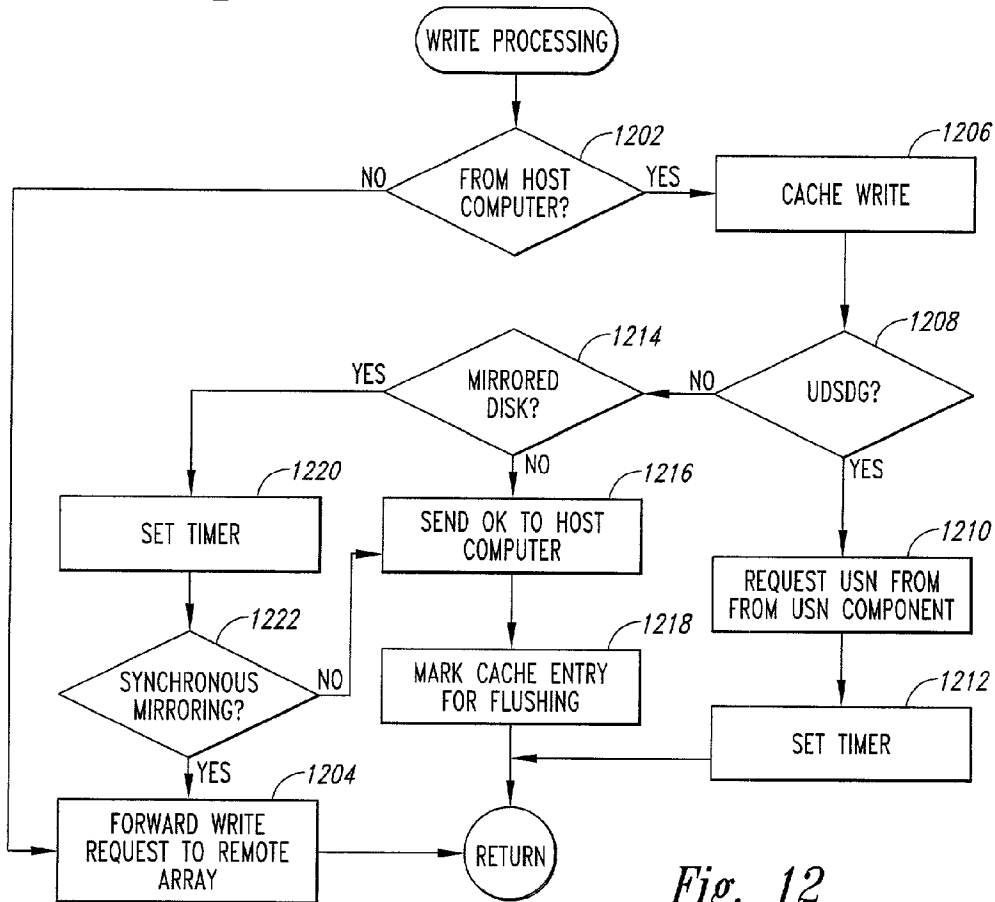 WRITE PROCESSING
1202
FROM HOST
COMPUTER?
NO
YES
1206
CACHE WRITE
1208
UDSDG?
NO
YES
1214
MIRRORED
DISK?
YES
NO
1220
SET TIMER
1216
SEND OK TO HOST
COMPUTER
1210
REQUEST USN FROM
FROM USN COMPONENT
1222
SYNCHRONOUS
MIRRORING?
NO
YES
1218
MARK CACHE ENTRY
FOR FLUSHING
1212
SET TIMER
1204
FORWARD WRITE
REQUEST TO REMOTE
ARRAY
RETURN
Fig. 12